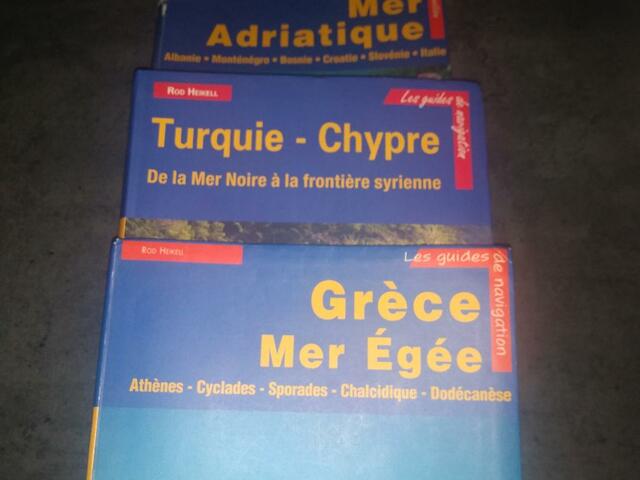 Mer
Adriatique
Albanie • Monténégro • Bosnie • Croatie • Slovénie • Italie
ROD HEIKELL
Les guides
de navigation
Turquie - Chypre
De la Mer Noire à la frontière syrienne
ROD HEIKELL
Les guides
de navigation
Grèce
Mer Égée
Athènes - Cyclades - Sporades - Chalcidique - Dodécanèse